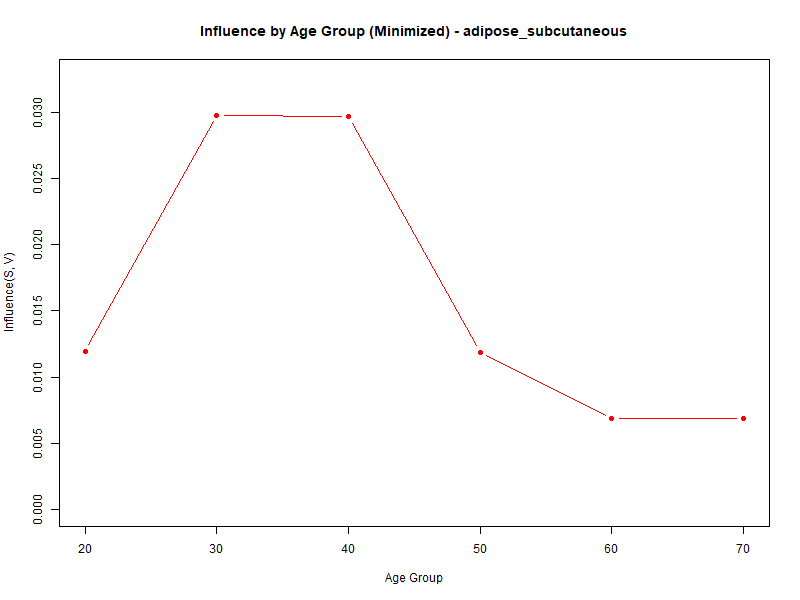 Influence by Age Group (Minimized) - adipose_subcutaneous
0.030
0.025
0.020
0.015
0.010
0.005
0.000
Influence(S, V)
20 30 40 50 60 70
Age Group